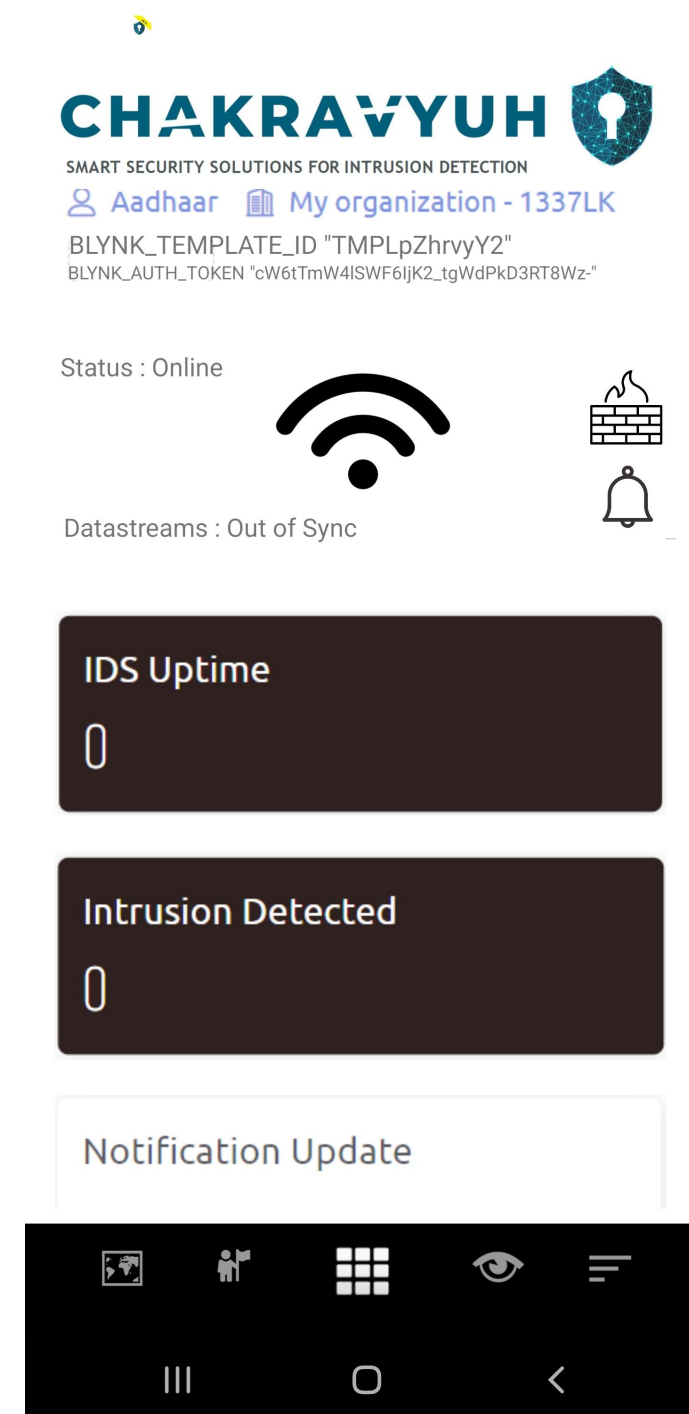 CHAKRAVYUH
SMART SECURITY SOLUTIONS FOR INTRUSION DETECTION
Aadhaar My organization - 1337LK
BLYNK_TEMPLATE_ID "TMPLpZhrvyY2"
BLYNK_AUTH_TOKEN "cW6tTmW4lSWF6IjK2_tgWdPkD3RT8Wz-"
Status : Online
Datastreams : Out of Sync
IDS Uptime
0
Intrusion Detected
0
Notification Update